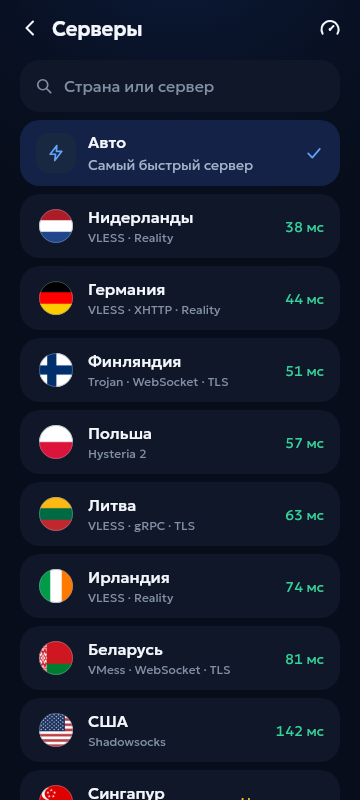 Серверы
Страна или сервер
Авто
Самый быстрый сервер
Нидерланды
VLESS · Reality
38 мс
Германия
VLESS · XHTTP · Reality
44 мс
Финляндия
Trojan · WebSocket · TLS
51 мс
Польша
Hysteria 2
57 мс
Литва
VLESS · gRPC · TLS
63 мс
Ирландия
VLESS · Reality
74 мс
Беларусь
VMess · WebSocket · TLS
81 мс
США
Shadowsocks
142 мс
Сингапур